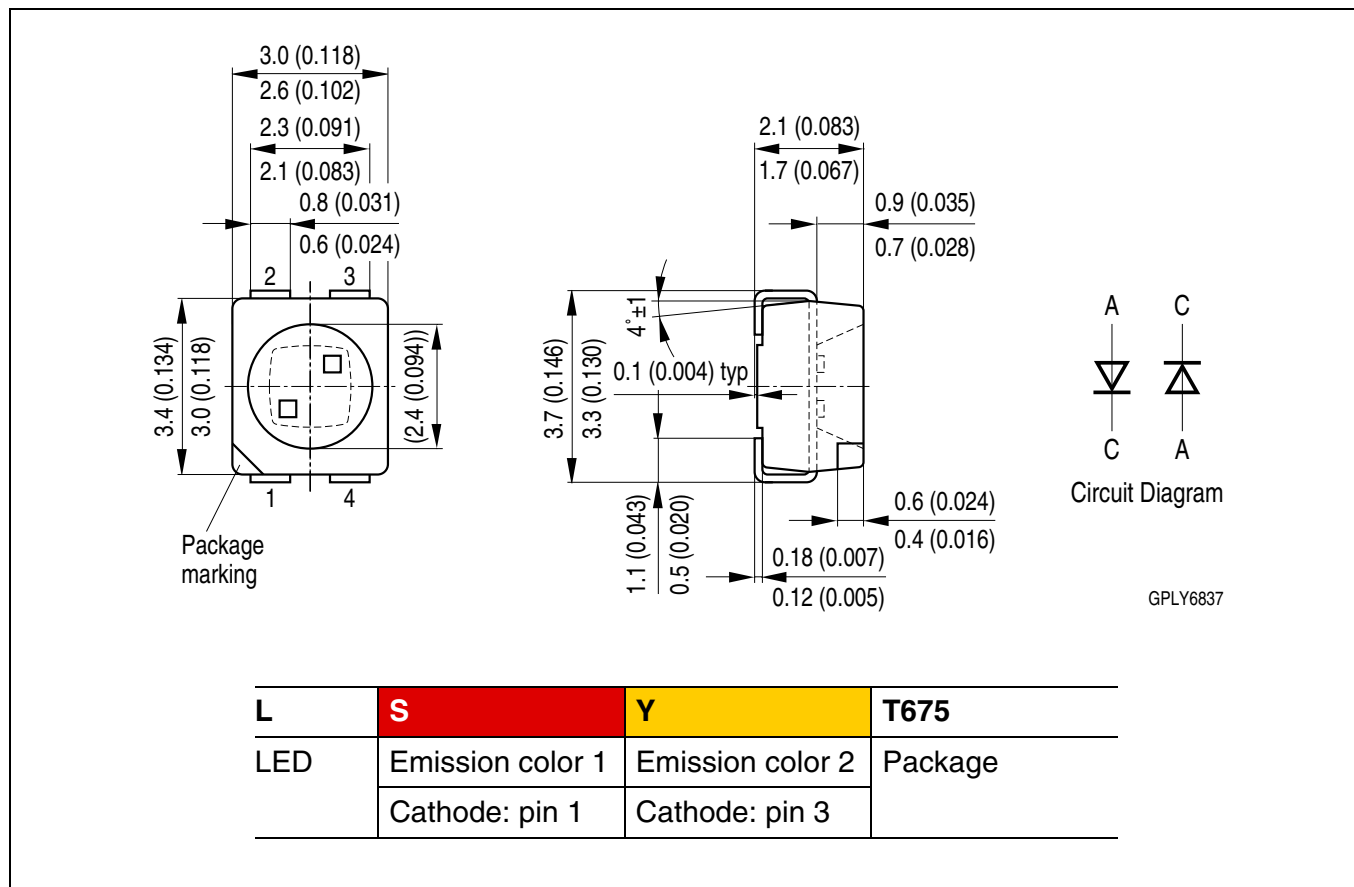 3.0 (0.118)
2.6 (0.102)
2.3 (0.091)
2.1 (0.083)
0.8 (0.031)
0.6 (0.024)
2 3
3.4 (0.134)
3.0 (0.118)
(2.4 (0.094))
1 4
Package
marking
2.1 (0.083)
1.7 (0.067)
0.9 (0.035)
0.7 (0.028)
4°±1
3.7 (0.146)
3.3 (0.130)
0.1 (0.004) typ
1.1 (0.043)
0.5 (0.020)
0.6 (0.024)
0.4 (0.016)
0.18 (0.007)
0.12 (0.005)
A C
C A
Circuit Diagram
GPLY6837
L S Y T675
LED Emission color 1 Emission color 2 Package
Cathode: pin 1 Cathode: pin 3